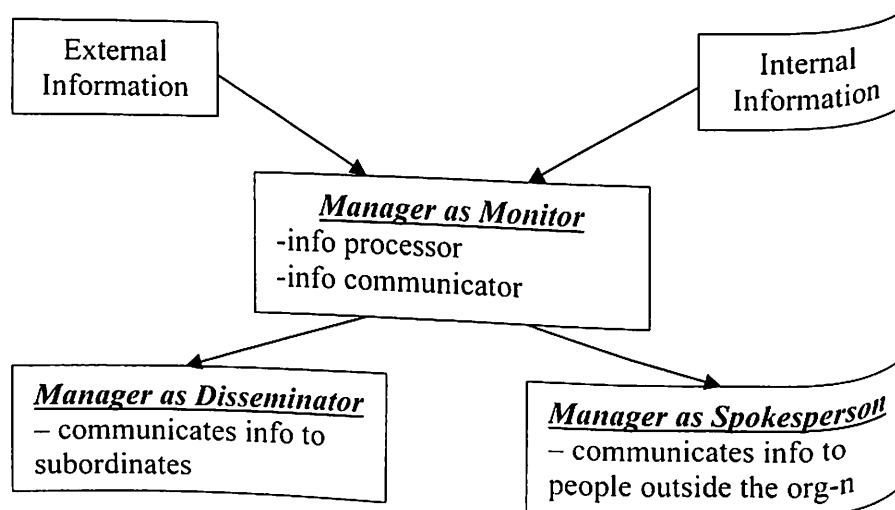 External
Information
Internal
Information
Manager as Monitor
-info processor
-info communicator
Manager as Disseminator
– communicates info to
subordinates
Manager as Spokesperson
– communicates info to
people outside the org-n